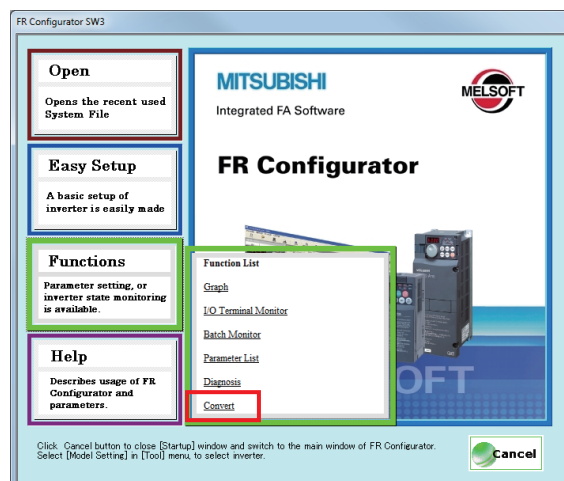 FR Configurator SW3
Open
Opens the recent used
System File
Easy Setup
A basic setup of
inverter is easily made
Functions
Parameter setting, or
inverter state monitoring
is available.
Help
Describes usage of FR
Configurator and
parameters.
MITSUBISHI
Integrated FA Software
MELSOFT
FR Configurator
Function List
Graph
I/O Terminal Monitor
Batch Monitor
Parameter List
Diagnosis
Convert
OFT
Click Cancel button to close [Startup] window and switch to the main window of FR Configurator.
Select [Model Setting] in [Tool] menu, to select inverter.
Cancel